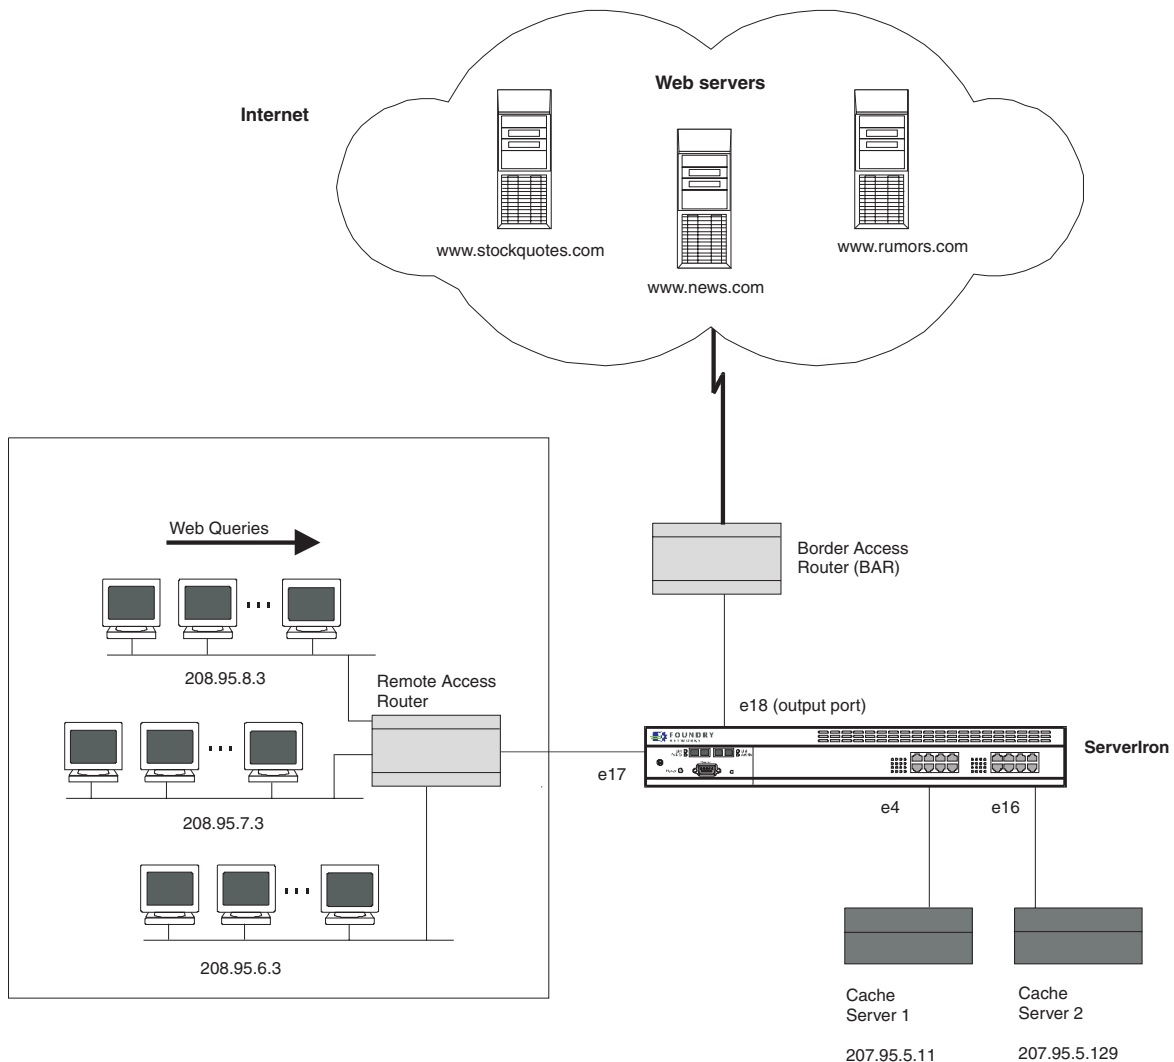 Web servers
Internet
www.stockquotes.com
www.rumors.com
www.news.com
Web Queries
Border Access
Router (BAR)
208.95.8.3
Remote Access
Router
e18 (output port)
FOUNDRY
NETWORKS
ServerIron
e17
208.95.7.3
e4
e16
208.95.6.3
Cache
Server 1
207.95.5.11
Cache
Server 2
207.95.5.129